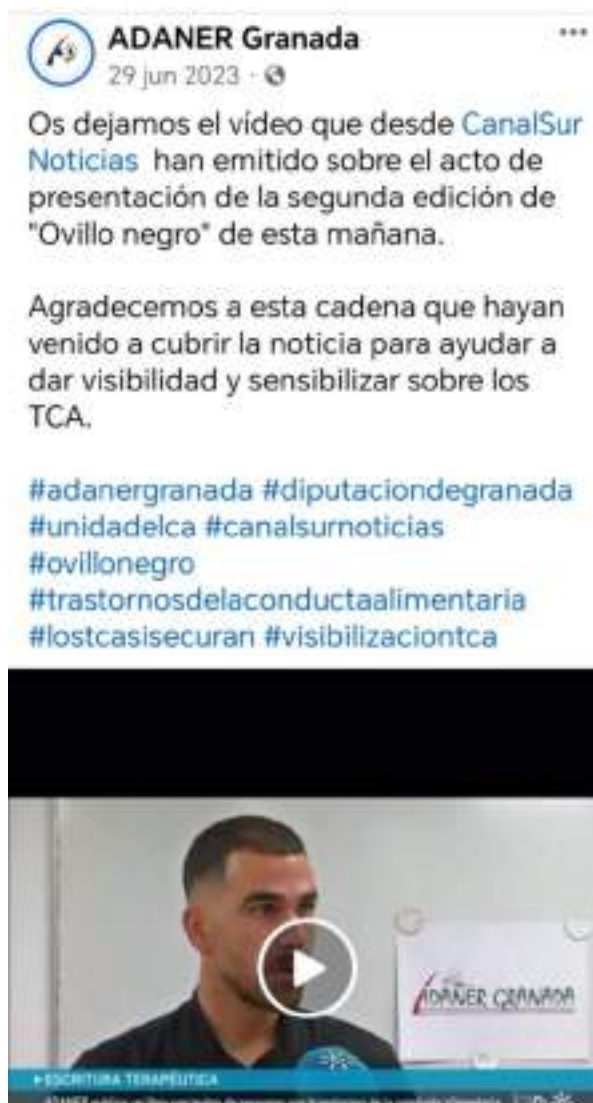 ADANER Granada
29 jun 2023 ·
Os dejamos el vídeo que desde CanalSur
Noticias han emitido sobre el acto de
presentación de la segunda edición de
"Ovillo negro" de esta mañana.
Agradecemos a esta cadena que hayan
venido a cubrir la noticia para ayudar a
dar visibilidad y sensibilizar sobre los
TCA.
#adanergranada #diputaciondegranada
#unidadelca #canalsurnoticias
#ovillonegro
#trastornosdelaconductaalimentaria
#lostcasisecuran #visibilizaciontca
ADANER GRANADA
ESCRITURA TERAPÉUTICA